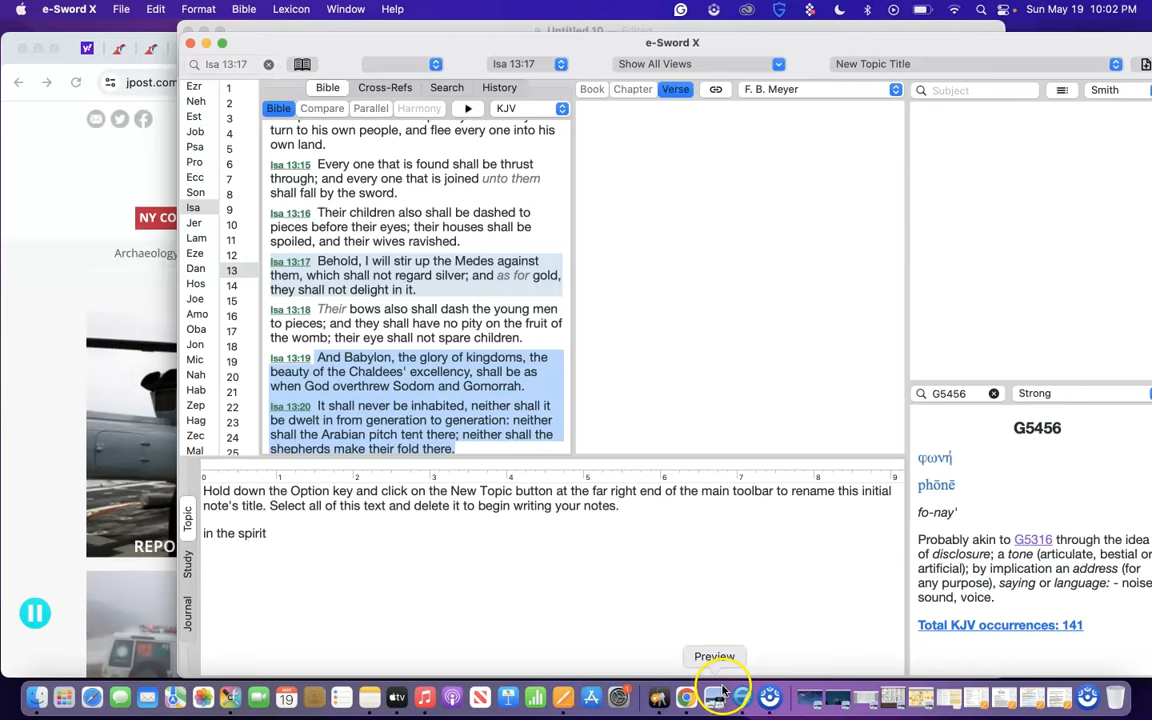 e-Sword X File Edit Format Bible Lexicon Window Help Sun May 19 10:02 PM
Untitled 10 — Edited
e-Sword X
Isa 13:17 Isa 13:17 Show All Views New Topic Title
jpost.com
Bible Cross-Refs Search History
Book Chapter Verse F. B. Meyer Subject Smith
Bible Compare Parallel Harmony KJV
Ezr
Neh
Est
Job
Psa
Pro
Ecc
Son
Isa
Jer
Lam
Eze
Dan
Hos
Joe
Amo
Oba
Jon
Mic
Nah
Hab
Zep
Hag
Zec
Mal
1
2
3
4
5
6
7
8
9
10
11
12
13
14
15
16
17
18
19
20
21
22
23
24
25
turn to his own people, and flee every one into his
own land.
Isa 13:15 Every one that is found shall be thrust
through; and every one that is joined unto them
shall fall by the sword.
Isa 13:16 Their children also shall be dashed to
pieces before their eyes; their houses shall be
spoiled, and their wives ravished.
Isa 13:17 Behold, I will stir up the Medes against
them, which shall not regard silver; and as for gold,
they shall not delight in it.
Isa 13:18 Their bows also shall dash the young men
to pieces; and they shall have no pity on the fruit of
the womb; their eye shall not spare children.
Isa 13:19 And Babylon, the glory of kingdoms, the
beauty of the Chaldees' excellency, shall be as
when God overthrew Sodom and Gomorrah.
Isa 13:20 It shall never be inhabited, neither shall it
be dwelt in from generation to generation: neither
shall the Arabian pitch tent there; neither shall the
shepherds make their fold there.
NY CO
Archaeology
REPO
G5456 Strong
G5456
φωνή
phōnē
fo-nay'
Probably akin to G5316 through the idea
of disclosure; a tone (articulate, bestial or
artificial); by implication an address (for
any purpose), saying or language: - noise
sound, voice.
Total KJV occurrences: 141
0 1 2 3 4 5 6 7 8 9
Topic
Study
Journal
Hold down the Option key and click on the New Topic button at the far right end of the main toolbar to rename this initial
note's title. Select all of this text and delete it to begin writing your notes.
in the spirit
Preview
MAY
19
tv